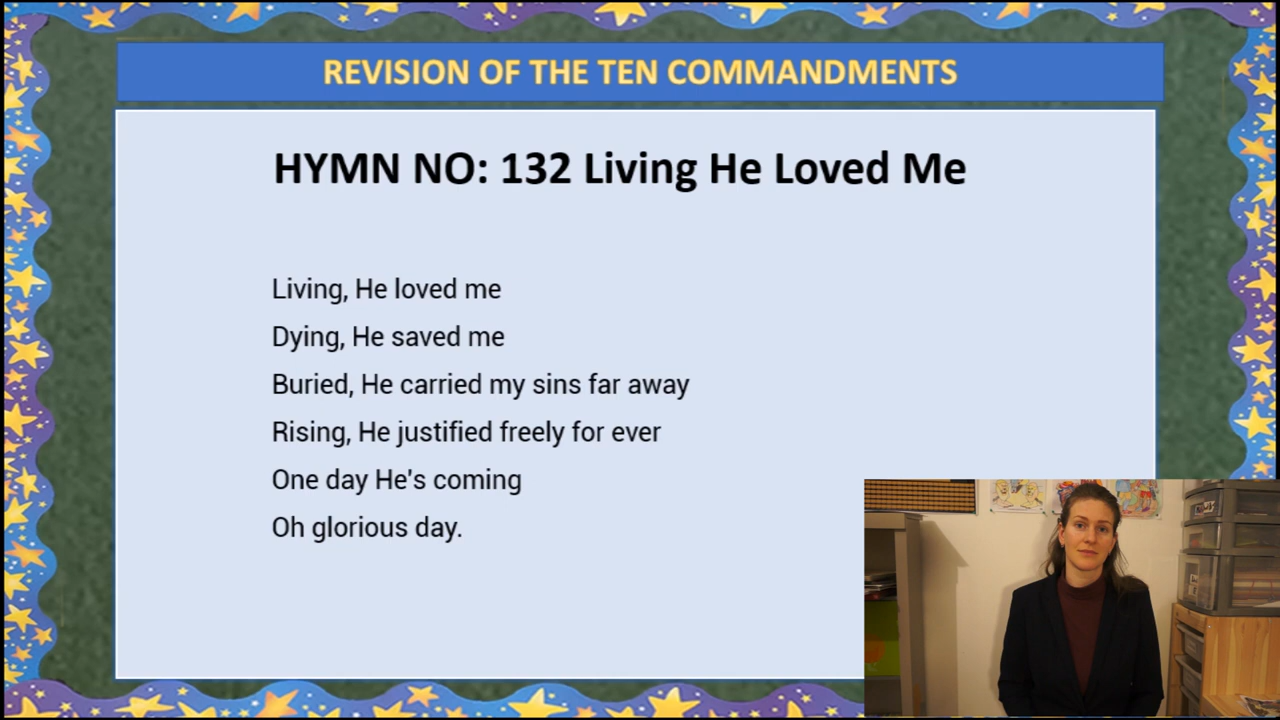 REVISION OF THE TEN COMMANDMENTS
HYMN NO: 132 Living He Loved Me
Living, He loved me
Dying, He saved me
Buried, He carried my sins far away
Rising, He justified freely for ever
One day He's coming
Oh glorious day.